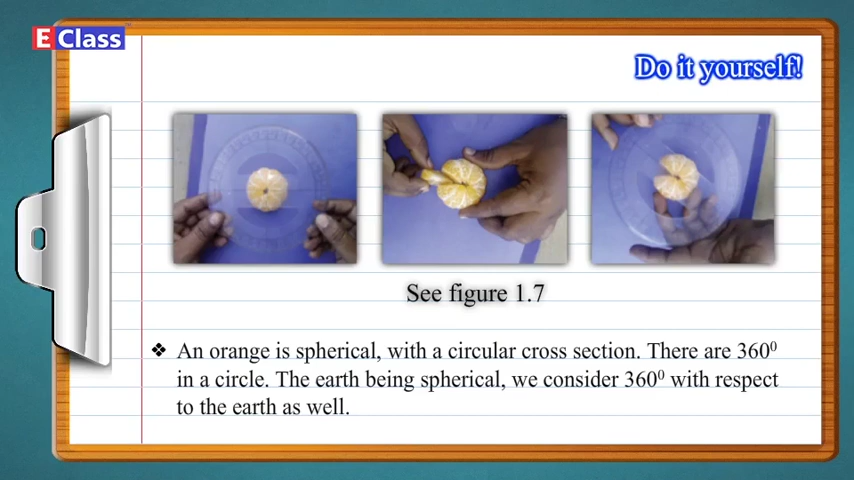 E Class
Do it yourself!
See figure 1.7
❖ An orange is spherical, with a circular cross section. There are 360⁰
in a circle. The earth being spherical, we consider 360⁰ with respect
to the earth as well.